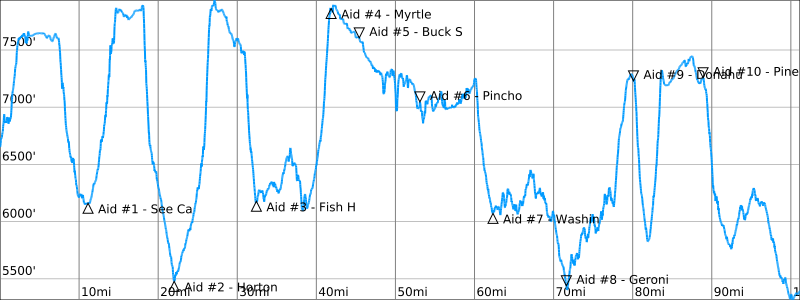 Aid #4 - Myrtle
Aid #5 - Buck S
7500'
Aid #9 - Donahu
Aid #10 - Pine
7000'
Aid #6 - Pincho
6500'
Aid #1 - See Ca
Aid #3 - Fish H
6000'
Aid #7 - Washin
5500'
Aid #8 - Geroni
Aid #2 - Horton
10mi
20mi
30mi
40mi
50mi
60mi
70mi
80mi
90mi
1